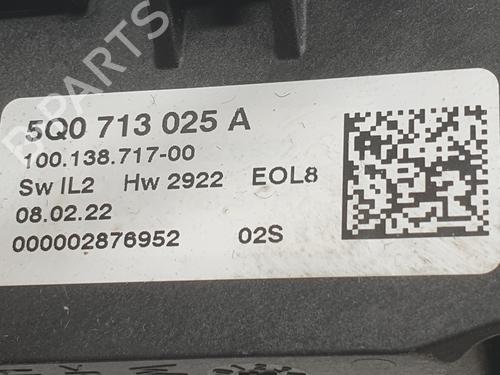 B-PARTS
5Q0 713 025 A
100.138.717-00
Sw IL2 Hw 2922 EOL8
08.02.22
000002876952 02S